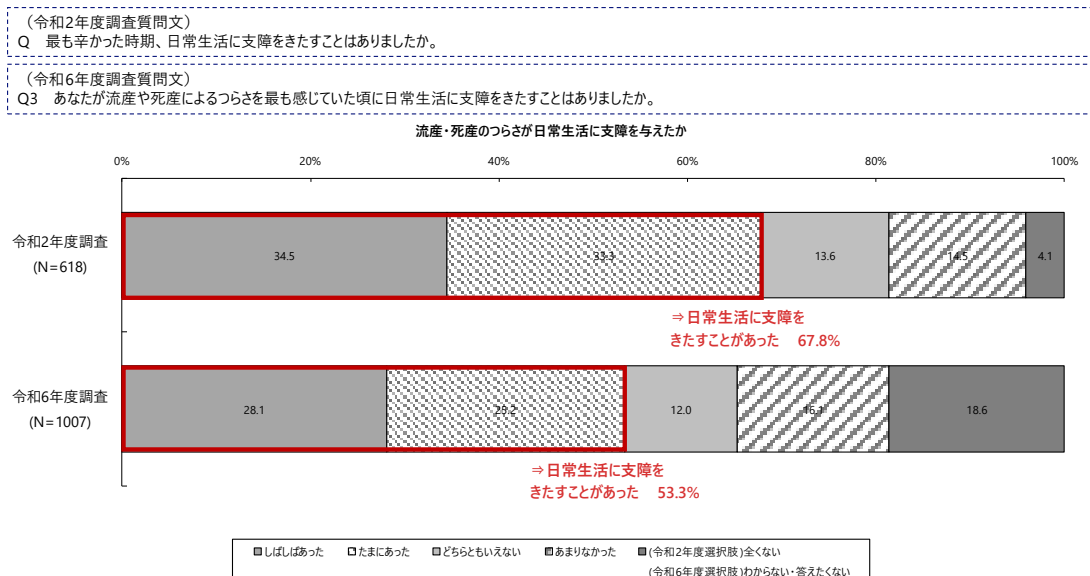 （令和2年度調査質問文）
Q　最も辛かった時期、日常生活に支障をきたすことはありましたか。
（令和6年度調査質問文）
Q3　あなたが流産や死産によるつらさを最も感じていた頃に日常生活に支障をきたすことはありましたか。
流産・死産のつらさが日常生活に支障を与えたか
0% 20% 40% 60% 80% 100%
令和2年度調査
(N=618)
34.5 33.3 13.6 14.5 4.1
⇒日常生活に支障を
きたすことがあった　67.8%
令和6年度調査
(N=1007)
28.1 25.2 12.0 16.1 18.6
⇒日常生活に支障を
きたすことがあった　53.3%
しばしばあった たまにあった どちらともいえない あまりなかった (令和2年度選択肢)全くない
(令和6年度選択肢)わからない・答えたくない